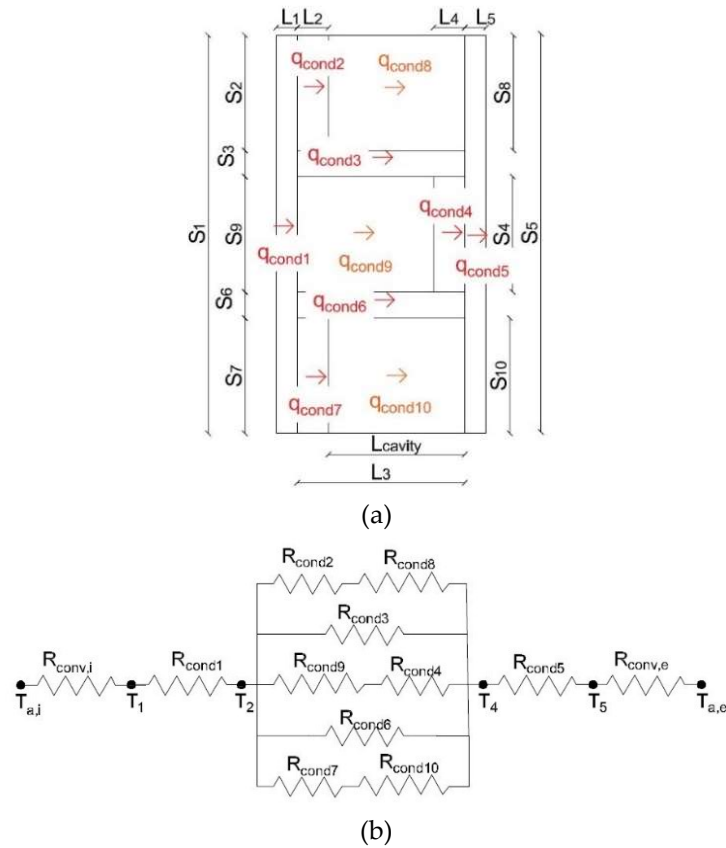 L1 L2 L4 L5
qcond2 qcond8
S2 S8
qcond3
S3
qcond4
S1 S9 S4 S5
qcond1 qcond9 qcond5
S6 qcond6
S7 S10
qcond7 qcond10
Lcavity
L3
(a)
Rcond2 Rcond8
Rcond3
Rconv,i Rcond1 Rcond9 Rcond4 Rcond5 Rconv,e
Ta,i T1 T2 T4 T5 Ta,e
Rcond6
Rcond7 Rcond10
(b)